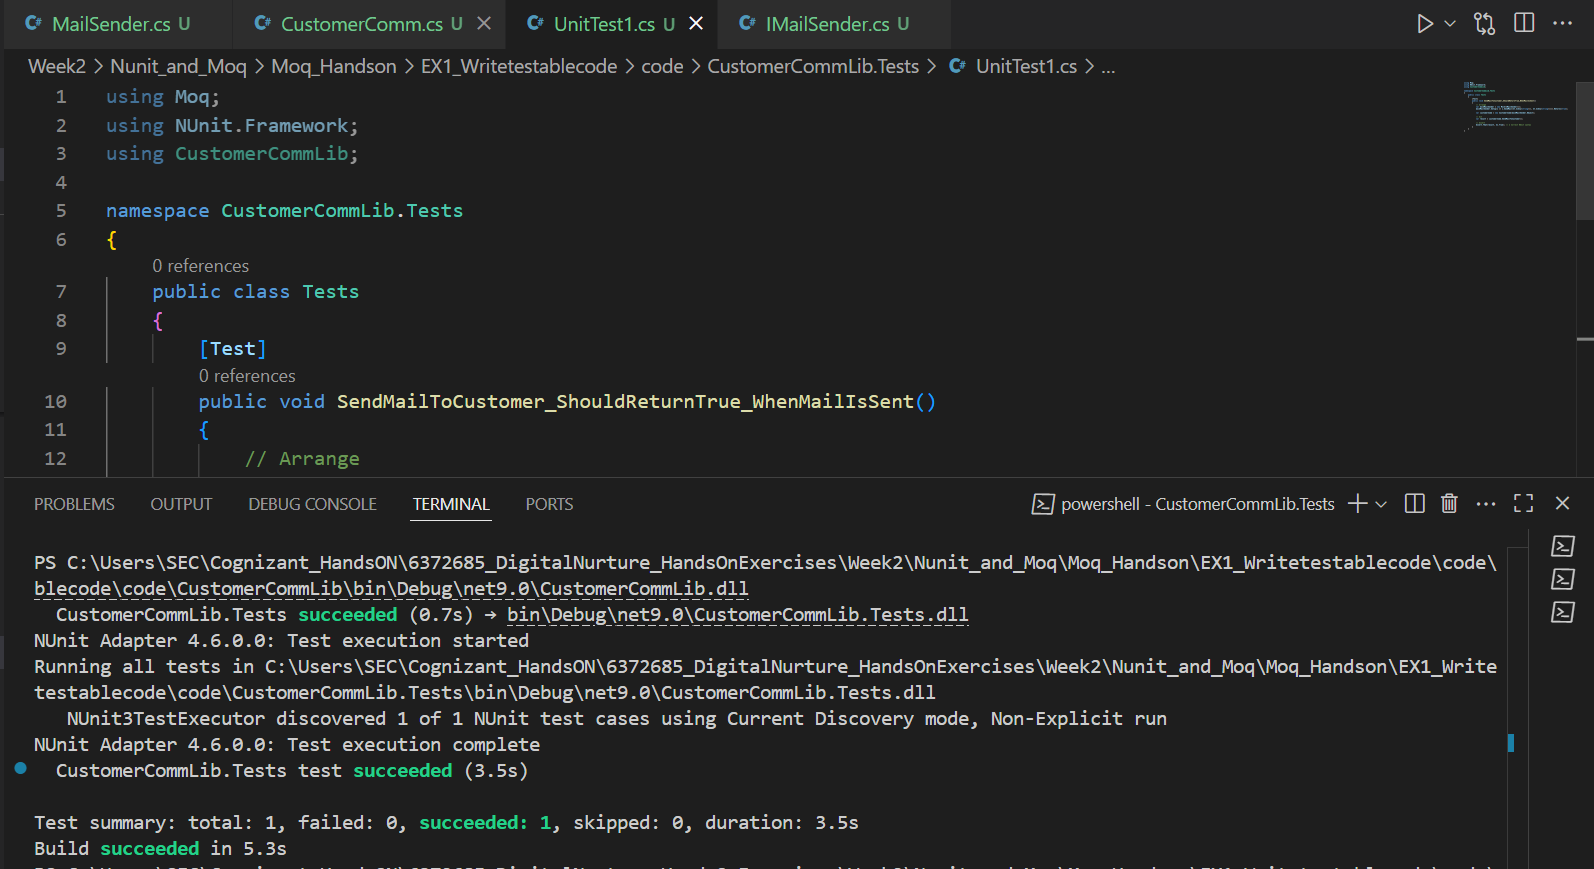 MailSender.cs U
CustomerComm.cs U
UnitTest1.cs U
IMailSender.cs U
Week2 > Nunit_and_Moq > Moq_Handson > EX1_Writetestablecode > code > CustomerCommLib.Tests > UnitTest1.cs > ...
1 using Moq;
2 using NUnit.Framework;
3 using CustomerCommLib;
4
5 namespace CustomerCommLib.Tests
6 {
0 references
7 public class Tests
8 {
9 [Test]
0 references
10 public void SendMailToCustomer_ShouldReturnTrue_WhenMailIsSent()
11 {
12 // Arrange
PROBLEMS OUTPUT DEBUG CONSOLE TERMINAL PORTS
powershell - CustomerCommLib.Tests
PS C:\Users\SEC\Cognizant_HandsON\6372685_DigitalNurture_HandsOnExercises\Week2\Nunit_and_Moq\Moq_Handson\EX1_Writetestablecode\code\
blecode\code\CustomerCommLib\bin\Debug\net9.0\CustomerCommLib.dll
CustomerCommLib.Tests succeeded (0.7s) → bin\Debug\net9.0\CustomerCommLib.Tests.dll
NUnit Adapter 4.6.0.0: Test execution started
Running all tests in C:\Users\SEC\Cognizant_HandsON\6372685_DigitalNurture_HandsOnExercises\Week2\Nunit_and_Moq\Moq_Handson\EX1_Write
testablecode\code\CustomerCommLib.Tests\bin\Debug\net9.0\CustomerCommLib.Tests.dll
NUnit3TestExecutor discovered 1 of 1 NUnit test cases using Current Discovery mode, Non-Explicit run
NUnit Adapter 4.6.0.0: Test execution complete
CustomerCommLib.Tests test succeeded (3.5s)
Test summary: total: 1, failed: 0, succeeded: 1, skipped: 0, duration: 3.5s
Build succeeded in 5.3s